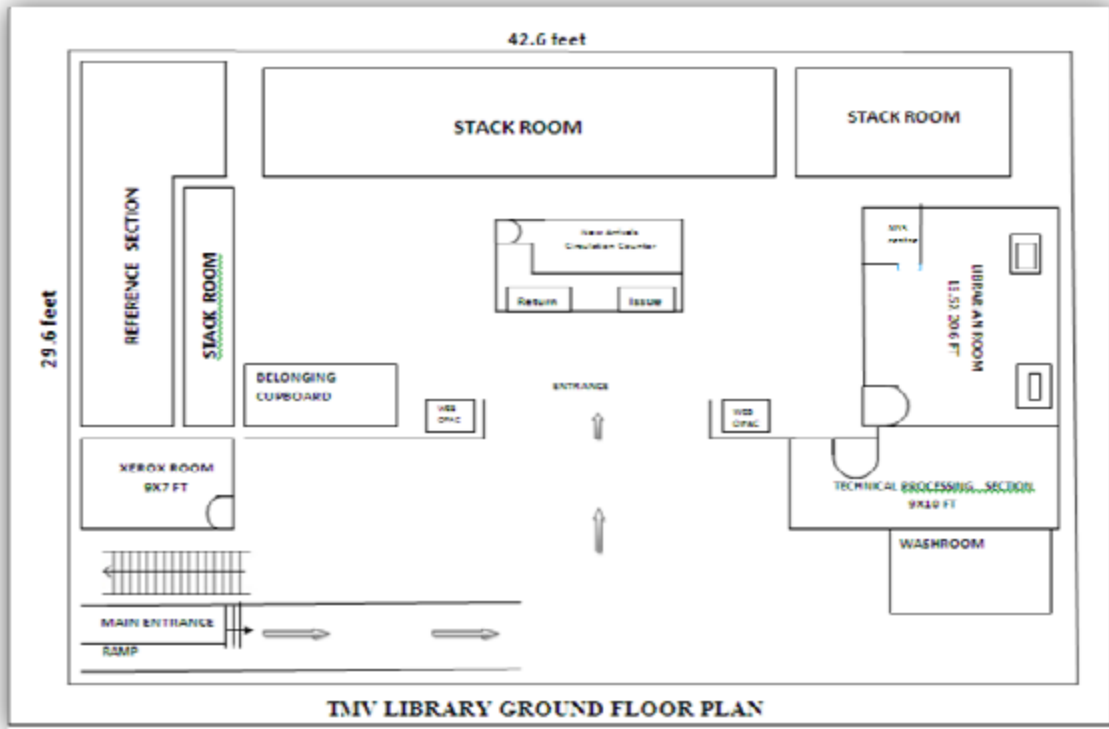 42.6 feet
STACK ROOM
STACK ROOM
REFERENCE SECTION
STACK ROOM
29.6 feet
New Arrivals
Circulation Counter
Return
Issue
LIBRARIAN ROOM
BELONGING
CUPBOARD
WEB
OPAC
ENTRANCE
WEB
OPAC
XEROX ROOM
9X7 FT
TECHNICAL PROCESSING SECTION
9X10 FT
WASHROOM
MAIN ENTRANCE
RAMP
TMV LIBRARY GROUND FLOOR PLAN